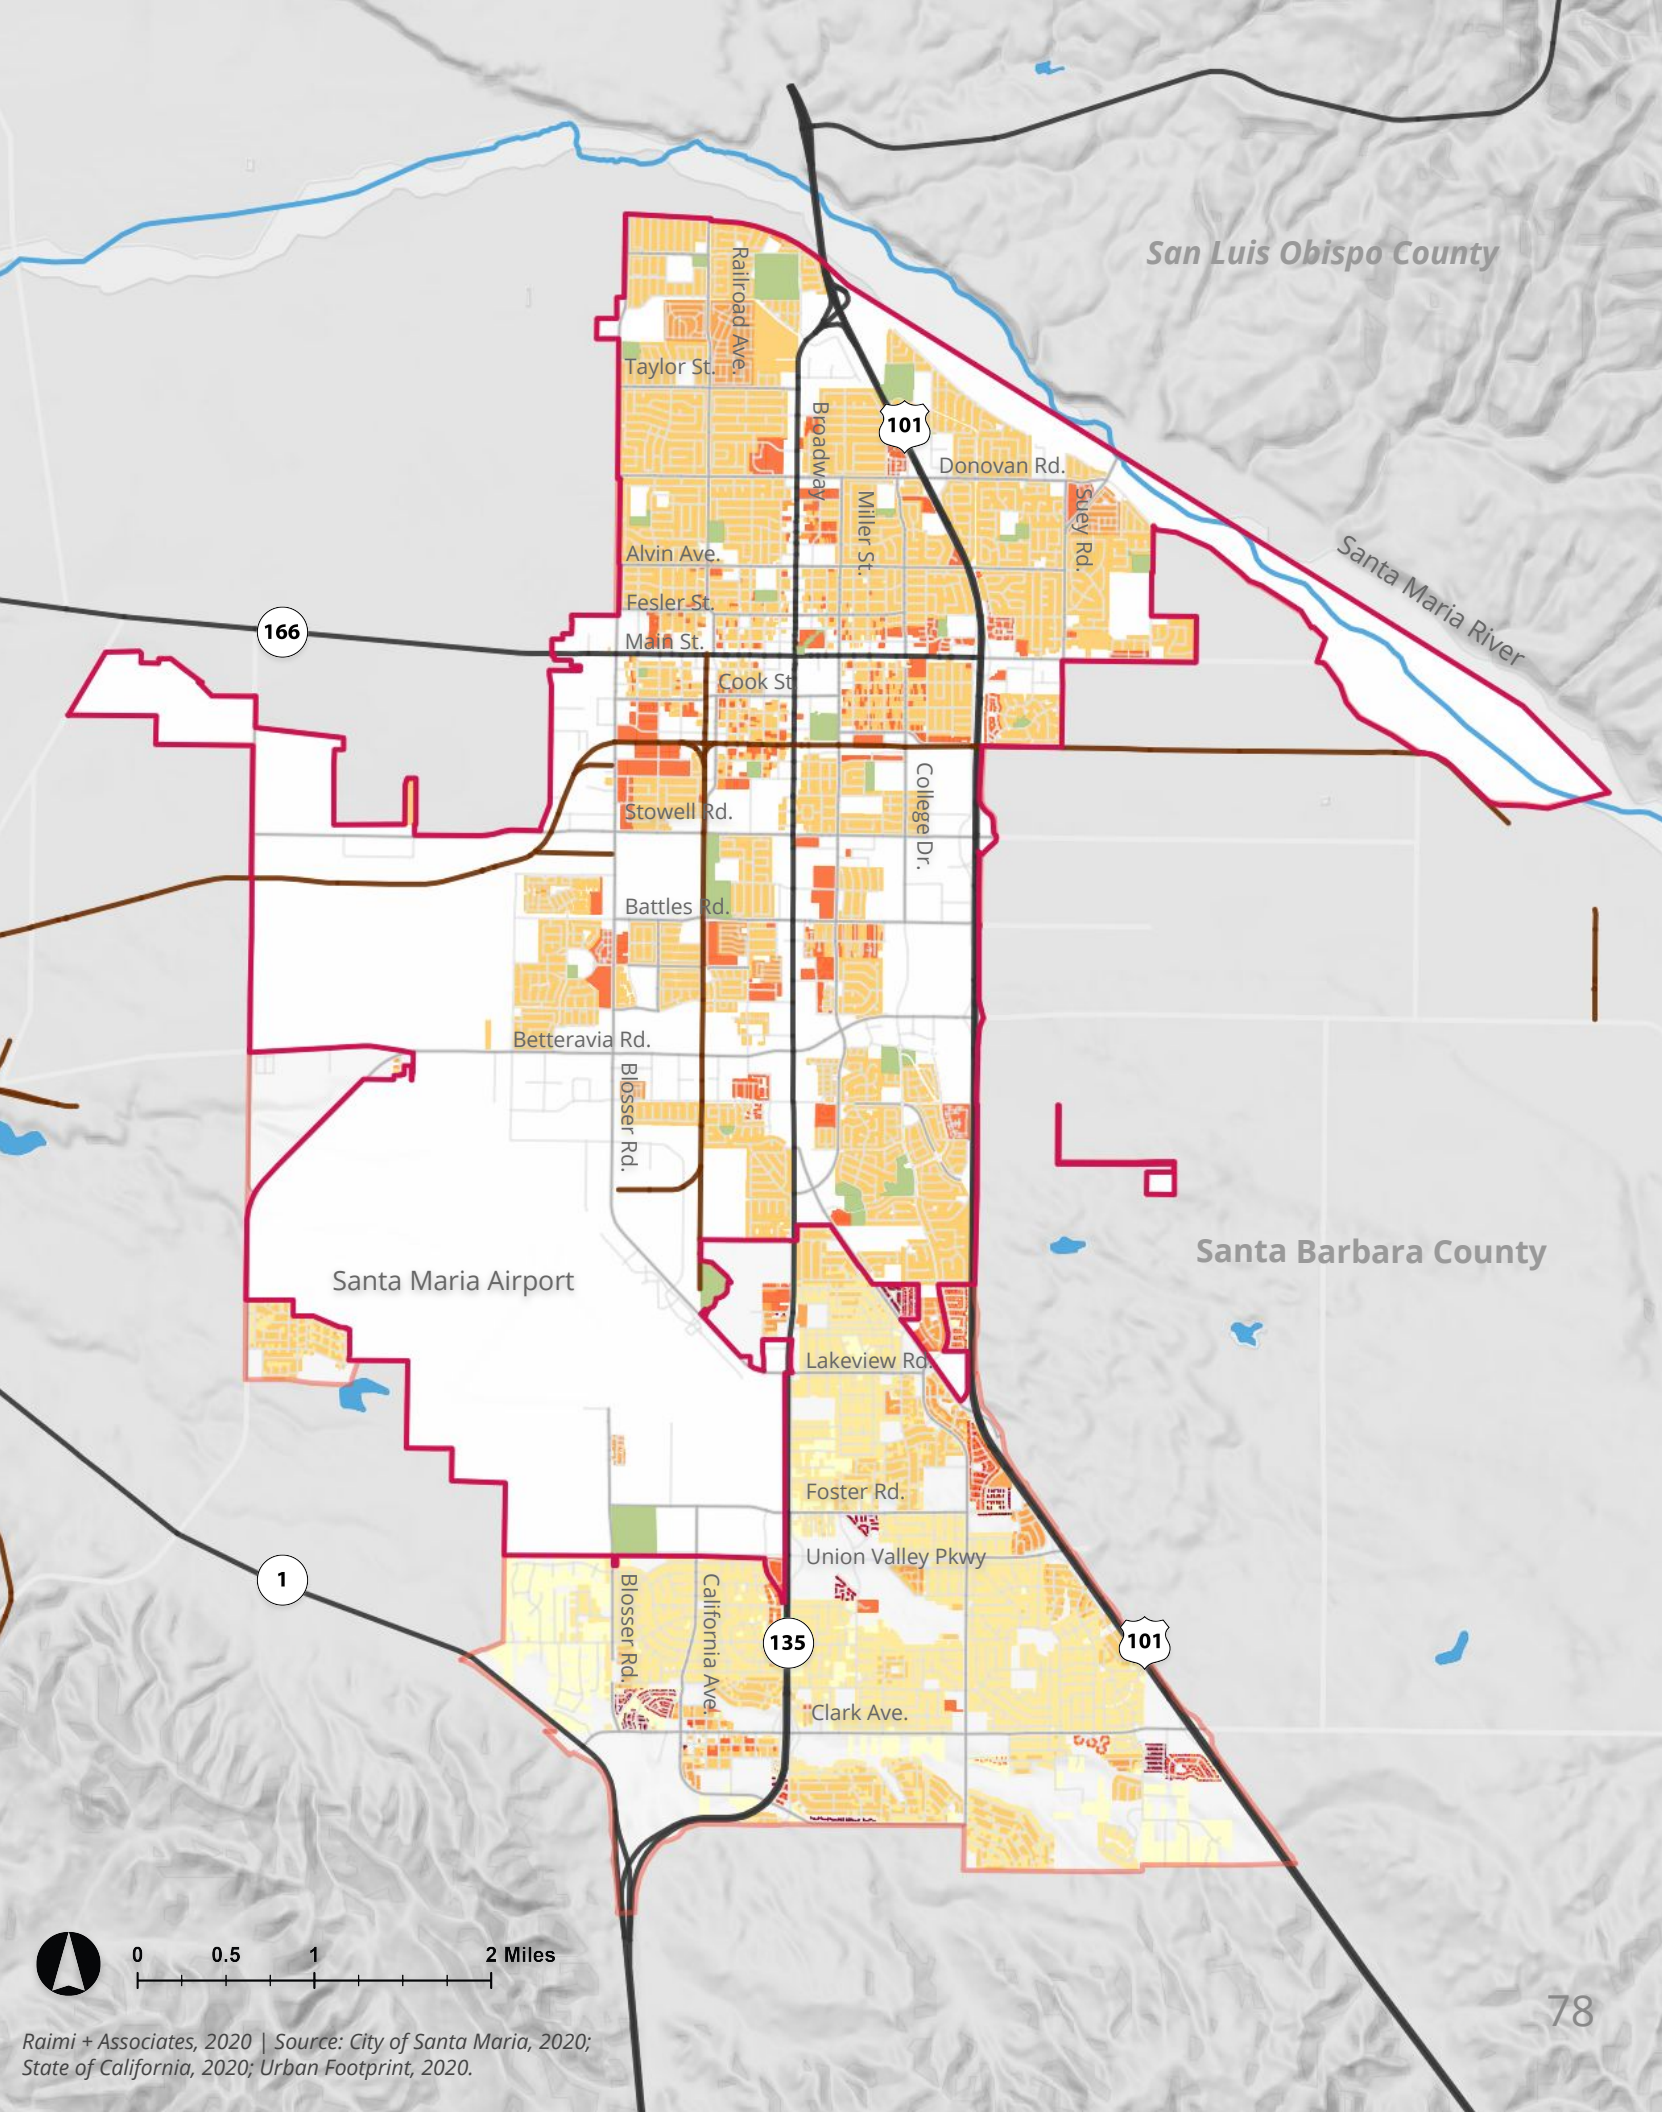 San Luis Obispo County
Railroad Ave.
Taylor St.
Broadway
101
Donovan Rd.
Miller St.
Suey Rd.
Alvin Ave.
Santa Maria River
Fesler St.
166
Main St.
Cook St
College Dr.
Stowell Rd.
Battles Rd.
Betteravia Rd.
Blosser Rd.
Santa Barbara County
Santa Maria Airport
Lakeview Rd.
Foster Rd.
Union Valley Pkwy
1
Blosser Rd.
California Ave.
135
101
Clark Ave.
0 0.5 1 2 Miles
78
Raimi + Associates, 2020 | Source: City of Santa Maria, 2020;
State of California, 2020; Urban Footprint, 2020.